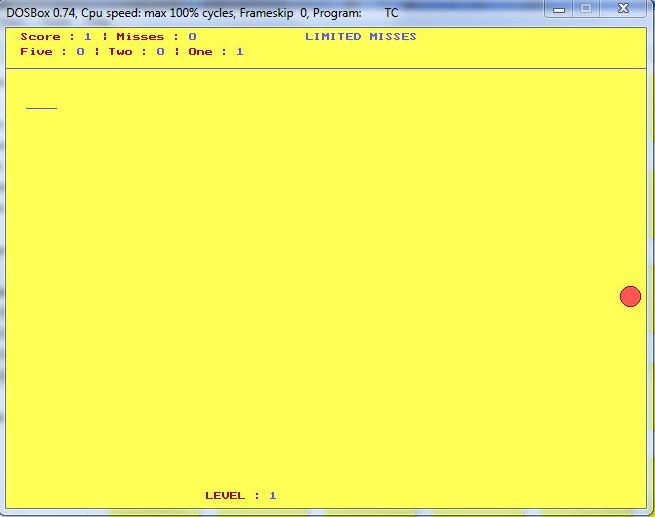 DOSBox 0.74, Cpu speed: max 100% cycles, Frameskip 0, Program: TC
Score : 1 ¦ Misses : 0 LIMITED MISSES
Five : 0 ¦ Two : 0 ¦ One : 1
LEVEL : 1